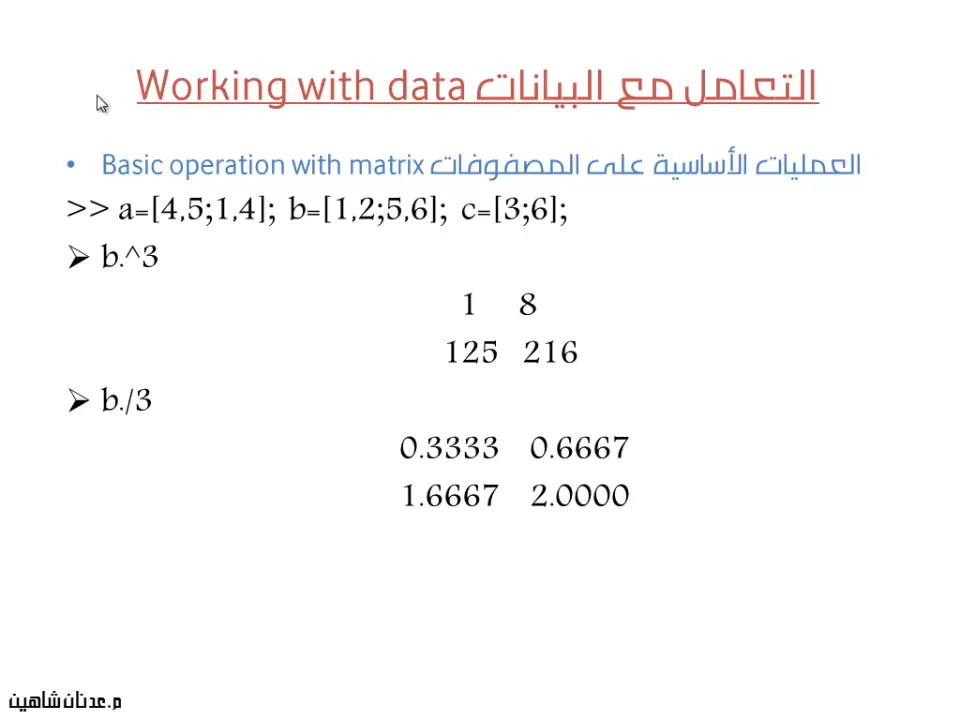 Working with data التعامل مع البيانات
• Basic operation with matrix العمليات الأساسية على المصفوفات
>> a=[4,5;1,4]; b=[1,2;5,6]; c=[3;6];
➢ b.^3
1 8
125 216
➢ b./3
0.3333 0.6667
1.6667 2.0000
م.عدنان شاهين